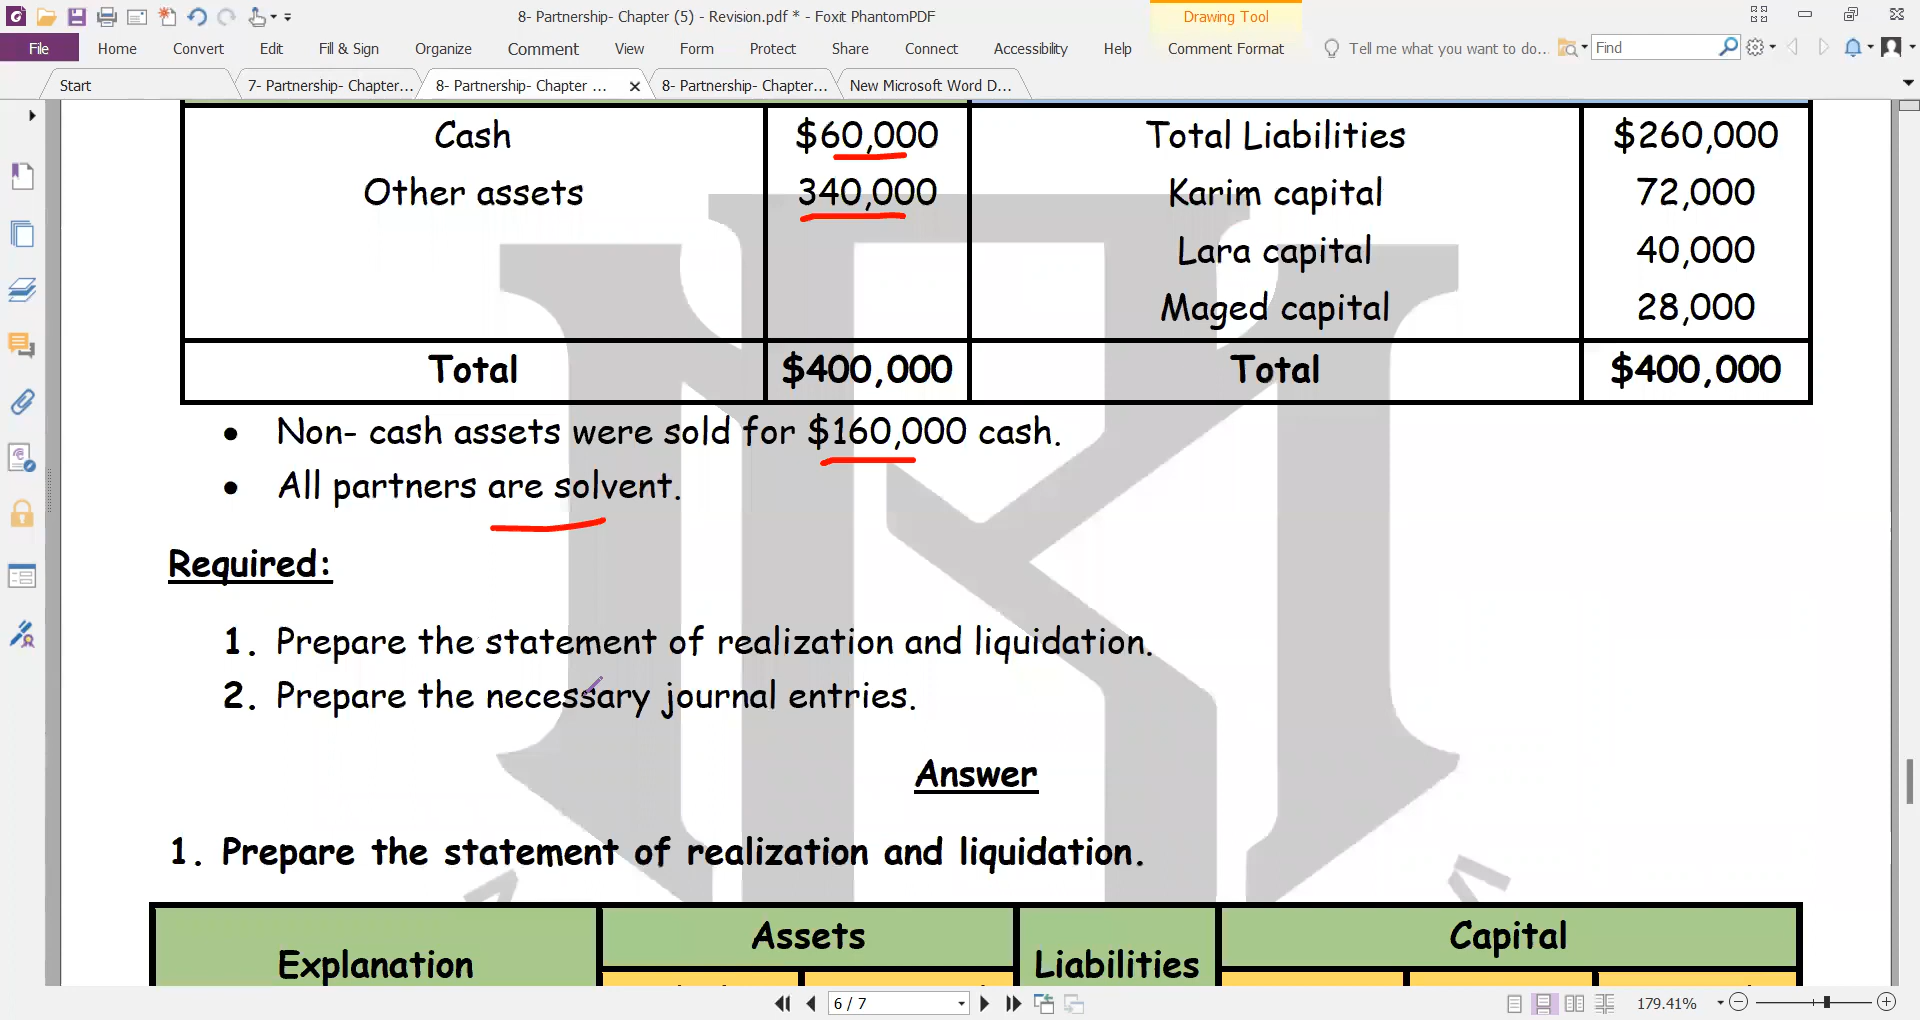 8- Partnership- Chapter (5) - Revision.pdf * - Foxit PhantomPDF
Drawing Tool
File Home Convert Edit Fill & Sign Organize Comment View Form Protect Share Connect Accessibility Help Comment Format Tell me what you want to do... Find
Start 7- Partnership- Chapter... 8- Partnership- Chapter ... 8- Partnership- Chapter... New Microsoft Word D...
Cash $60,000 Total Liabilities $260,000
Other assets 340,000 Karim capital 72,000
Lara capital 40,000
Maged capital 28,000
Total $400,000 Total $400,000
• Non- cash assets were sold for $160,000 cash.
• All partners are solvent.
Required:
1. Prepare the statement of realization and liquidation.
2. Prepare the necessary journal entries.
Answer
1. Prepare the statement of realization and liquidation.
Assets Capital
Explanation Liabilities
6 / 7 179.41%